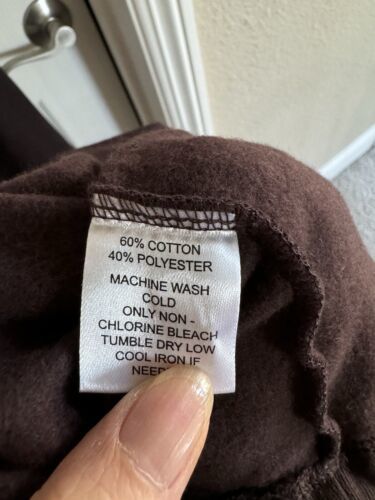 60% COTTON
40% POLYESTER
MACHINE WASH
COLD
ONLY NON -
CHLORINE BLEACH
TUMBLE DRY LOW
COOL IRON IF